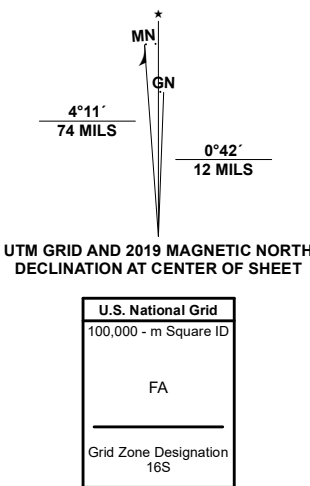 ★
MN
GN
4°11´
74 MILS
0°42´
12 MILS
UTM GRID AND 2019 MAGNETIC NORTH
DECLINATION AT CENTER OF SHEET
U.S. National Grid
100,000 - m Square ID
FA
Grid Zone Designation
16S